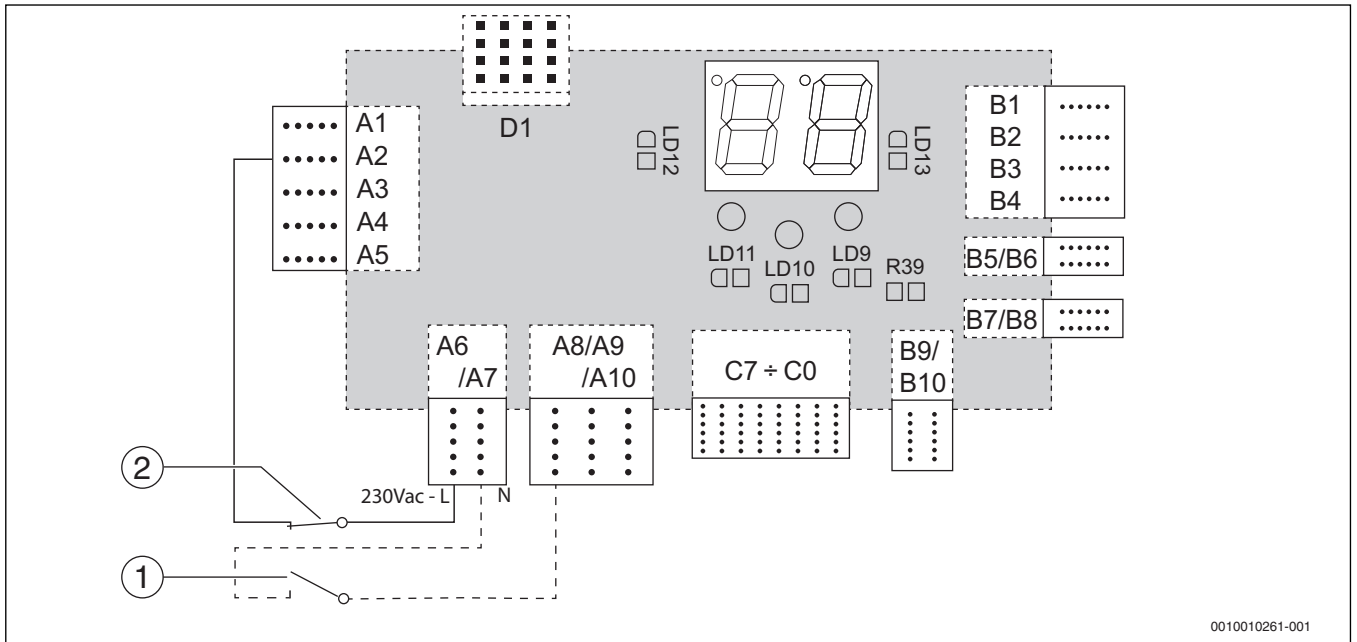 D1
A1
A2
A3
A4
A5
LD12
LD13
B1
B2
B3
B4
LD11
LD10
LD9
R39
B5/B6
B7/B8
A6
/A7
A8/A9
/A10
C7 ÷ C0
B9/
B10
2
230Vac - L
N
1
0010010261-001